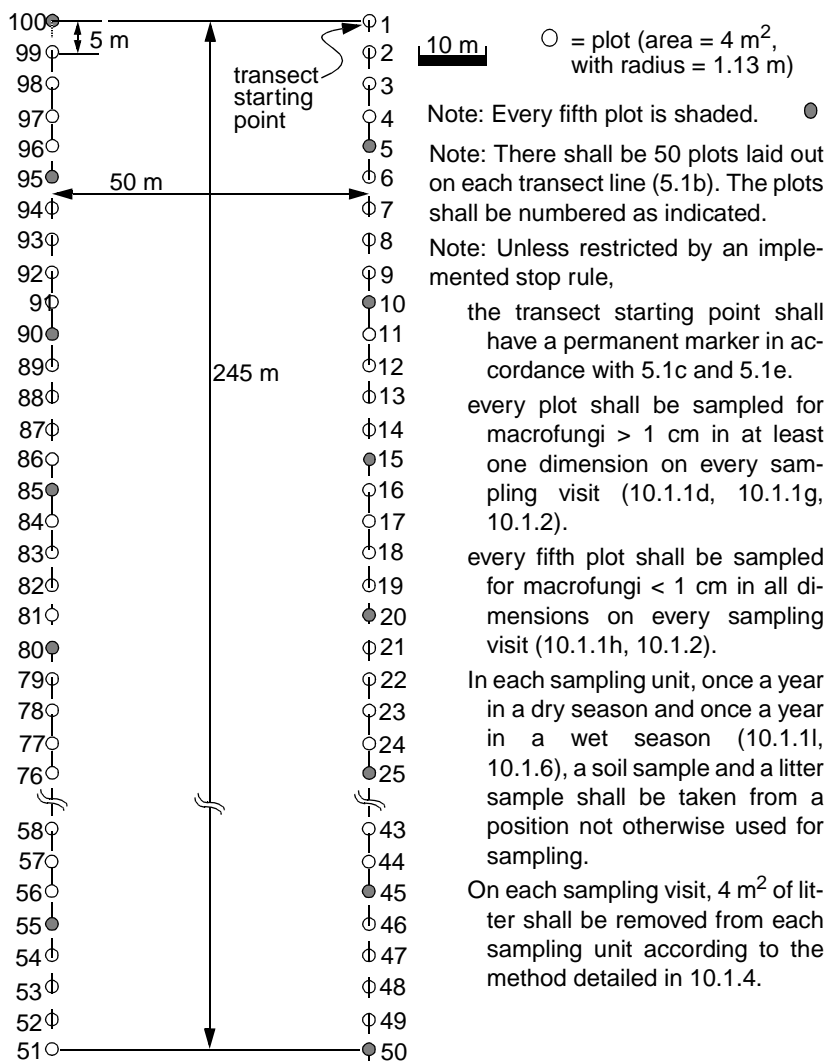 100 1
5 m
99 2
10 m
= plot (area = 4 m²,
with radius = 1.13 m)
transect
starting
point
98 3
97 4
96 5
95 6
Note: Every fifth plot is shaded.
Note: There shall be 50 plots laid out
on each transect line (5.1b). The plots
shall be numbered as indicated.
50 m
94 7
93 8
92 9
91 10
90 11
89 12
245 m
88 13
87 14
86 15
85 16
84 17
83 18
82 19
81 20
80 21
79 22
78 23
77 24
76 25
58 43
57 44
56 45
55 46
54 47
53 48
52 49
51 50
Note: Unless restricted by an imple-
mented stop rule,
the transect starting point shall
have a permanent marker in ac-
cordance with 5.1c and 5.1e.
every plot shall be sampled for
macrofungi > 1 cm in at least
one dimension on every sam-
pling visit (10.1.1d, 10.1.1g,
10.1.2).
every fifth plot shall be sampled
for macrofungi < 1 cm in all di-
mensions on every sampling
visit (10.1.1h, 10.1.2).
In each sampling unit, once a year
in a dry season and once a year
in a wet season (10.1.1l,
10.1.6), a soil sample and a litter
sample shall be taken from a
position not otherwise used for
sampling.
On each sampling visit, 4 m² of lit-
ter shall be removed from each
sampling unit according to the
method detailed in 10.1.4.